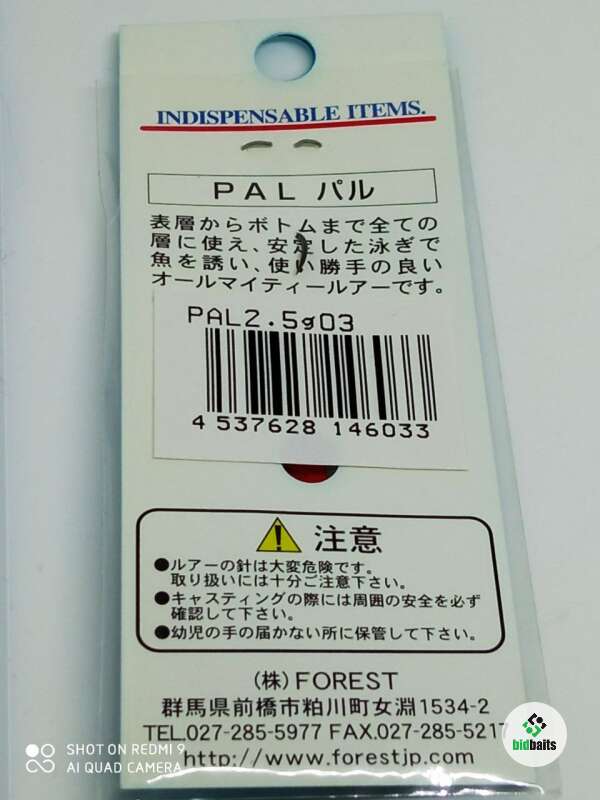 INDISPENSABLE ITEMS.
PAL パル
表層からボトムまで全ての
層に使え、安定した泳ぎで
魚を誘い、使い勝手の良い
オールマイティールアーです。
PAL2.5g03
4 537628 146033
注意
●ルアーの針は大変危険です。
取り扱いには十分ご注意下さい。
●キャスティングの際には周囲の安全を必ず
確認して下さい。
●幼児の手の届かない所に保管して下さい。
(株) FOREST
群馬県前橋市粕川町女淵1534-2
TEL.027-285-5977 FAX.027-285-5217
http://www.forestjp.com
bidbaits
SHOT ON REDMI 9
AI QUAD CAMERA